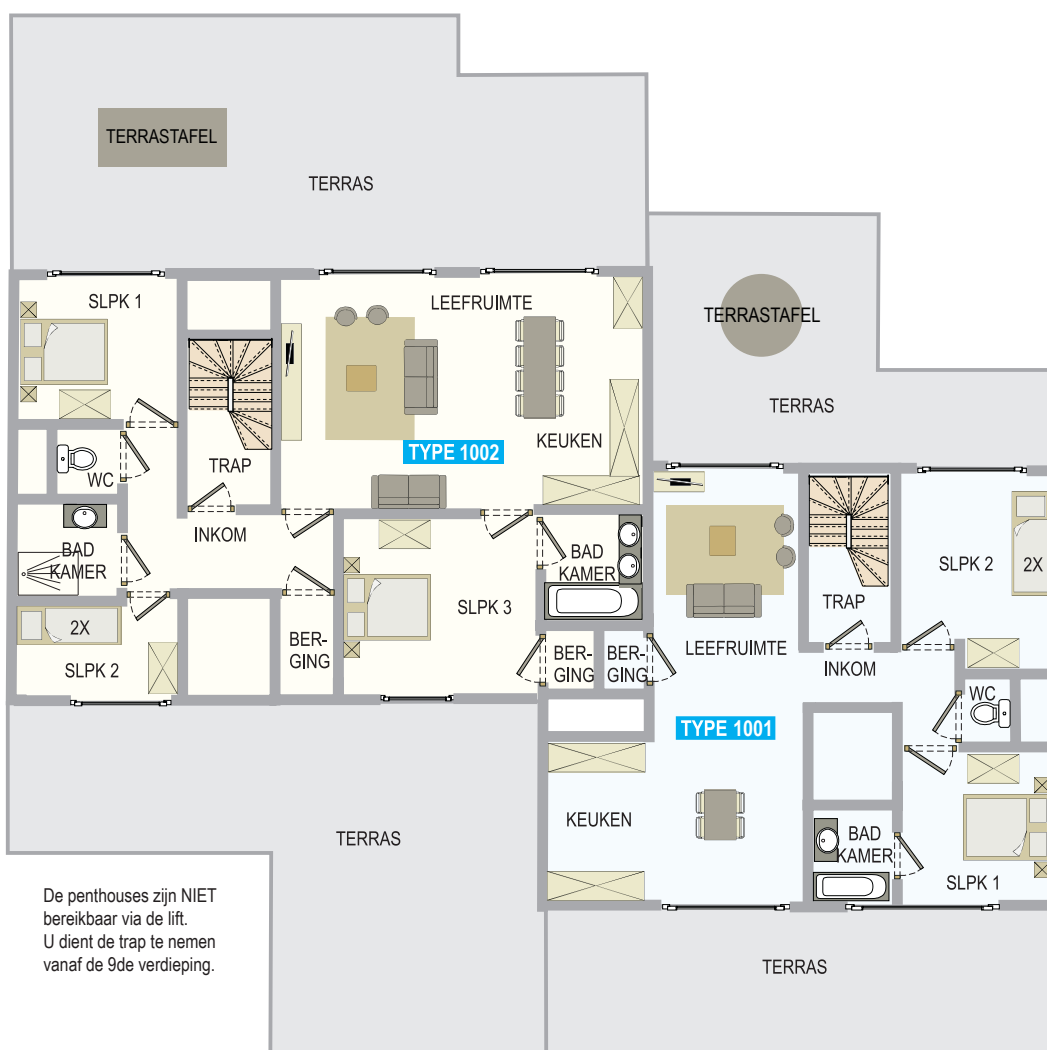 TERRASTAFEL
TERRAS
SLPK 1
LEEFRUIMTE
KEUKEN
TYPE 1002
TRAP
WC
INKOM
BAD
KAMER
BAD
KAMER
2X
SLPK 2
SLPK 3
BER-
GING
BER-
GING
BER-
GING
TERRAS
TERRASTAFEL
TERRAS
SLPK 2
2X
TRAP
LEEFRUIMTE
INKOM
WC
TYPE 1001
KEUKEN
BAD
KAMER
SLPK 1
TERRAS
De penthouses zijn NIET
bereikbaar via de lift.
U dient de trap te nemen
vanaf de 9de verdieping.